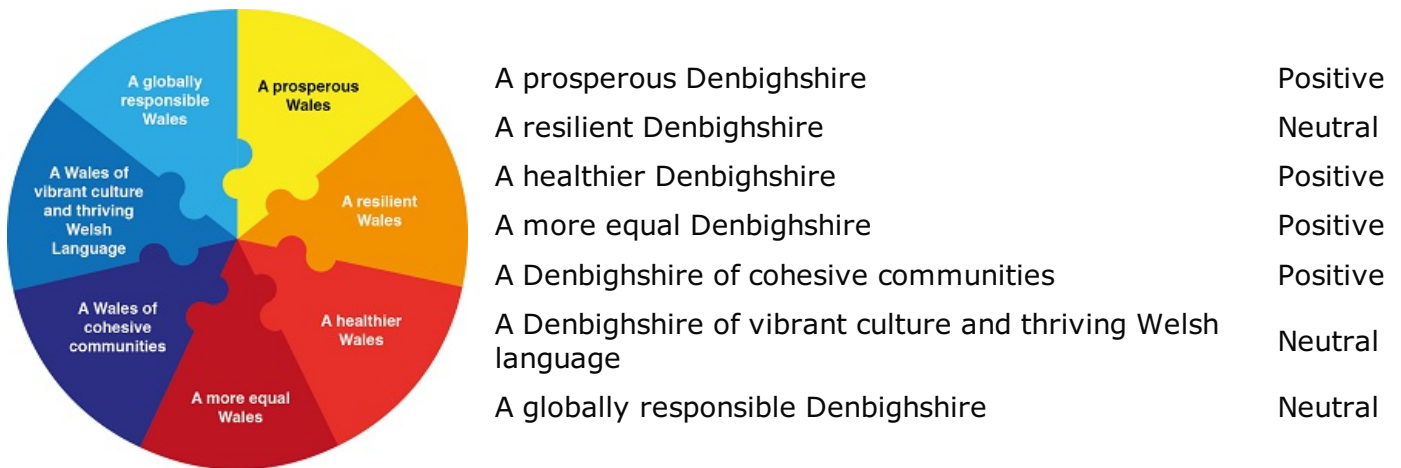 A globally
responsible
Wales
A prosperous
Wales
A resilient
Wales
A healthier
Wales
A more equal
Wales
A Wales of
cohesive
communities
A Wales of
vibrant culture
and thriving
Welsh
Language
A prosperous Denbighshire Positive
A resilient Denbighshire Neutral
A healthier Denbighshire Positive
A more equal Denbighshire Positive
A Denbighshire of cohesive communities Positive
A Denbighshire of vibrant culture and thriving Welsh
language Neutral
A globally responsible Denbighshire Neutral